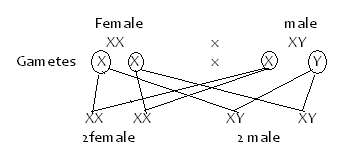 Female male
XX × XY
Gametes X X × X Y
XX XX XY XY
2female 2 male